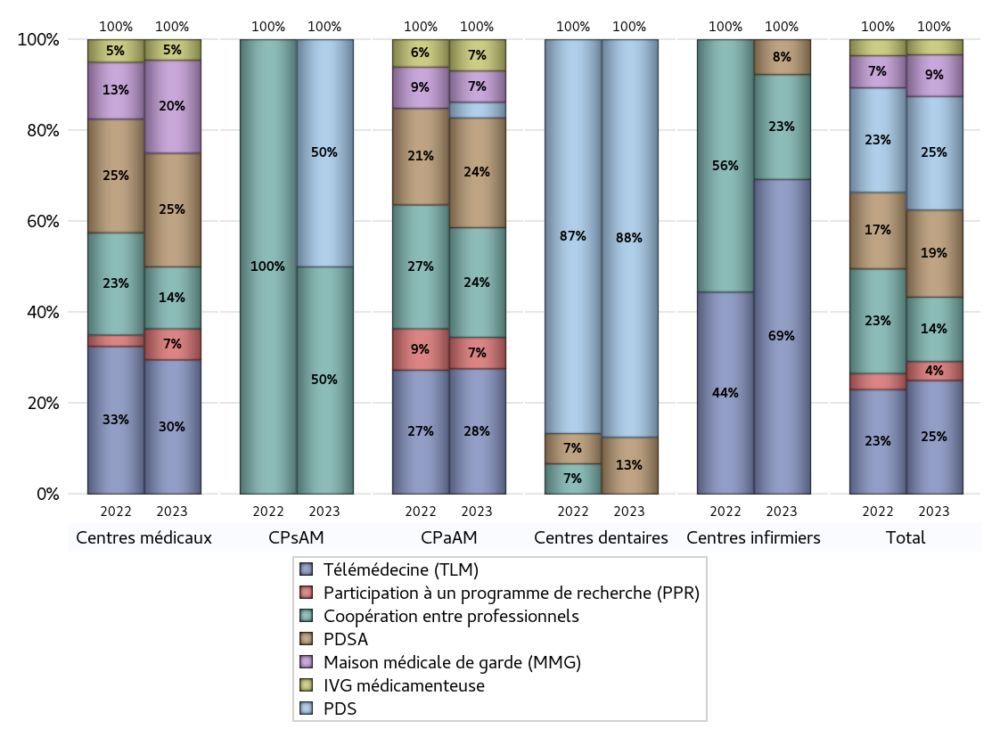 100% 100% 100% 100% 100% 100% 100% 100% 100% 100% 100% 100%
100%
80%
60%
40%
20%
0%
5% 13% 25% 23% 33%
5% 20% 25% 14% 7% 30%
100%
50% 50%
6% 9% 21% 27% 9% 27%
7% 7% 24% 24% 7% 28%
87% 7% 7%
88% 13%
56% 44%
8% 23% 69%
7% 23% 17% 23% 23%
9% 25% 19% 14% 4% 25%
2022 2023 2022 2023 2022 2023 2022 2023 2022 2023 2022 2023
Centres médicaux CPsAM CPaAM Centres dentaires Centres infirmiers Total
Télémédecine (TLM)
Participation à un programme de recherche (PPR)
Coopération entre professionnels
PDSA
Maison médicale de garde (MMG)
IVG médicamenteuse
PDS